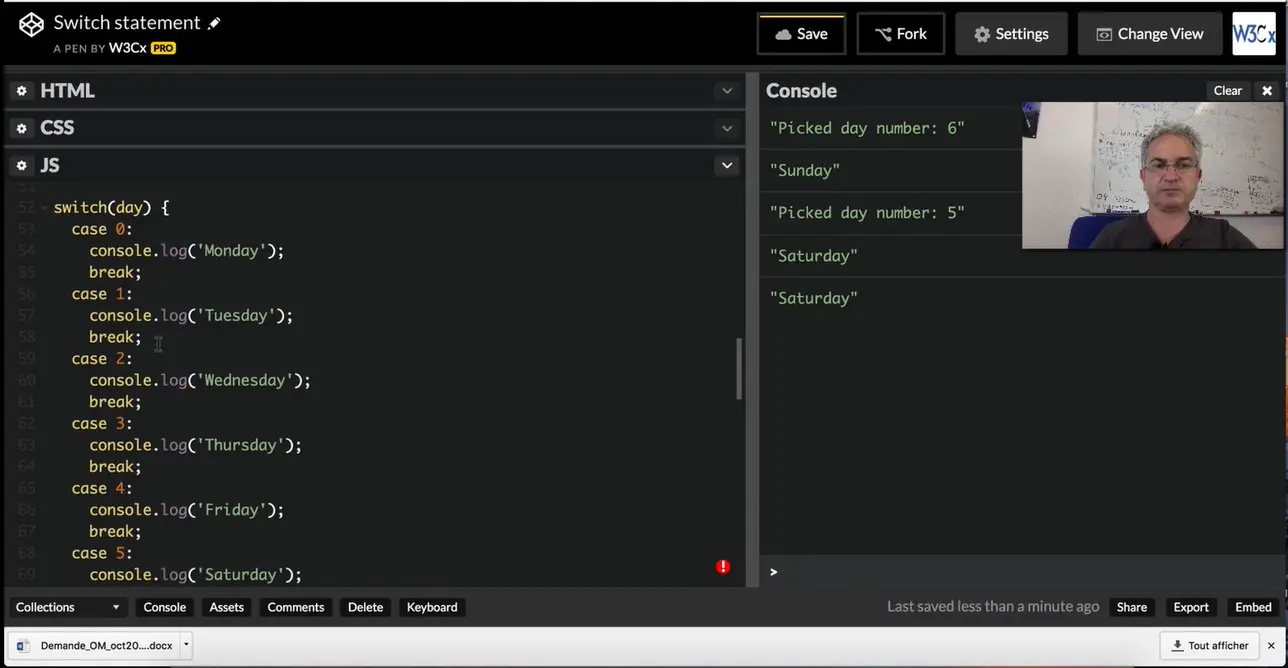 Switch statement
A PEN BY W3Cx PRO
Save
Fork
Settings
Change View
W3Cx
HTML
CSS
JS
51
52 switch(day) {
53 case 0:
54 console.log('Monday');
55 break;
56 case 1:
57 console.log('Tuesday');
58 break;
59 case 2:
60 console.log('Wednesday');
61 break;
62 case 3:
63 console.log('Thursday');
64 break;
65 case 4:
66 console.log('Friday');
67 break;
68 case 5:
69 console.log('Saturday');
Console
Clear
"Picked day number: 6"
"Sunday"
"Picked day number: 5"
"Saturday"
"Saturday"
>
Collections
Console
Assets
Comments
Delete
Keyboard
Last saved less than a minute ago
Share
Export
Embed
Demande_OM_oct20....docx
Tout afficher